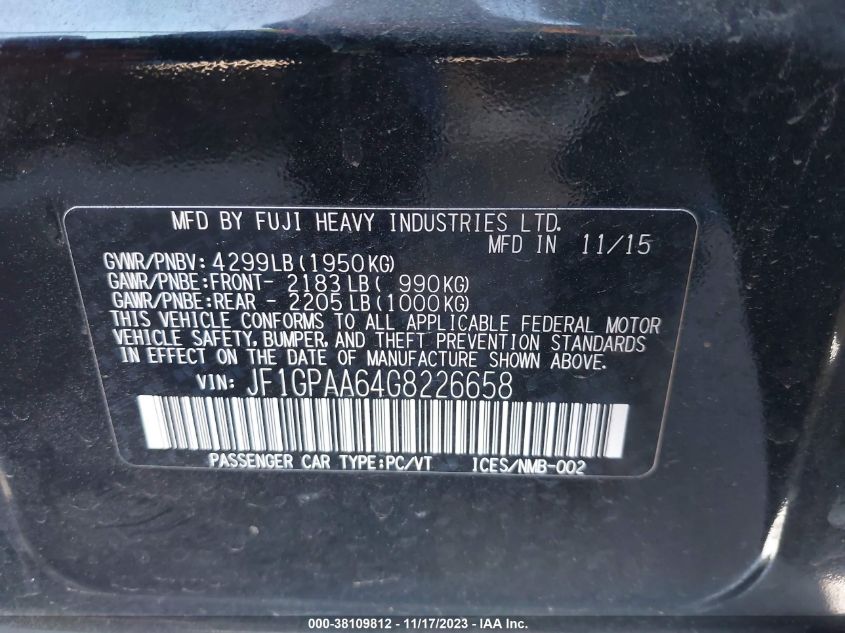 MFD BY FUJI HEAVY INDUSTRIES LTD.
MFD IN 11/15
GVWR/PNBV: 4299LB(1950KG)
GAWR/PNBE:FRONT- 2183LB( 990KG)
GAWR/PNBE:REAR - 2205LB(1000KG)
THIS VEHICLE CONFORMS TO ALL APPLICABLE FEDERAL MOTOR
VEHICLE SAFETY, BUMPER, AND THEFT PREVENTION STANDARDS
IN EFFECT ON THE DATE OF MANUFACTURE SHOWN ABOVE.
VIN: JF1GPAA64G8226658
PASSENGER CAR TYPE:PC/VT ICES/NMB-002
000-38109812 - 11/17/2023 - IAA Inc.